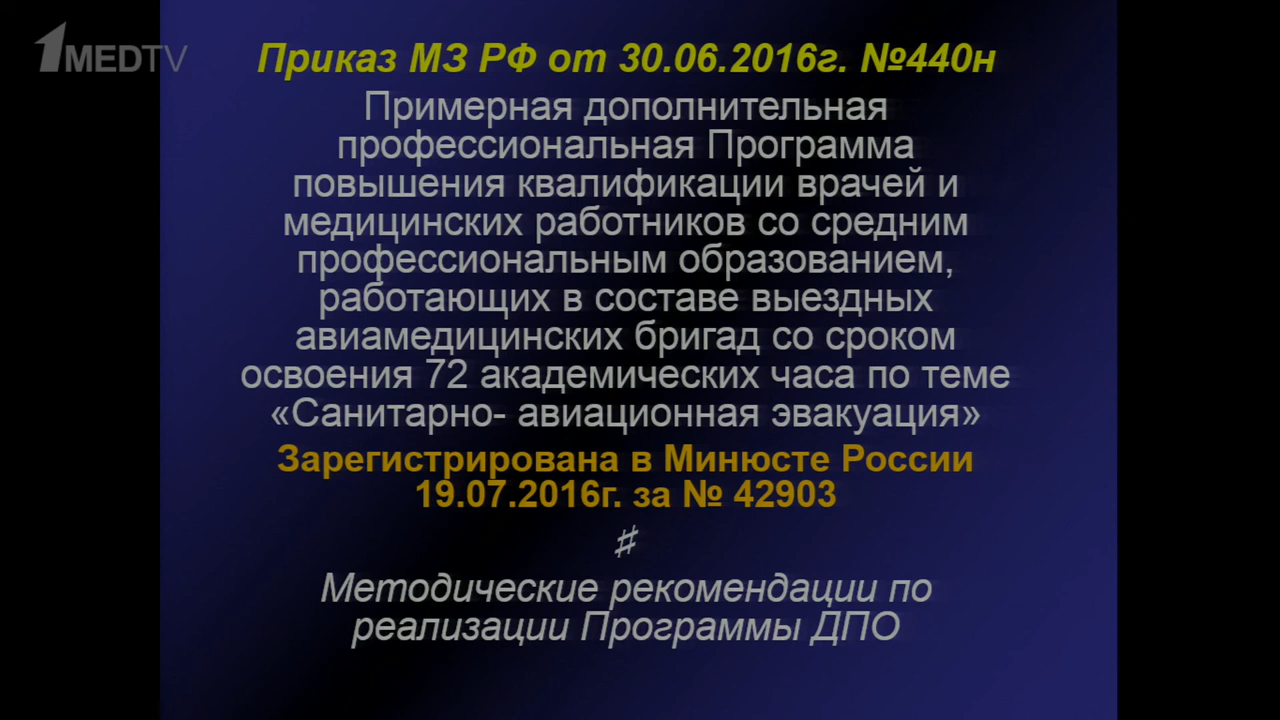 1MEDTV
Приказ МЗ РФ от 30.06.2016г. №440н
Примерная дополнительная
профессиональная Программа
повышения квалификации врачей и
медицинских работников со средним
профессиональным образованием,
работающих в составе выездных
авиамедицинских бригад со сроком
освоения 72 академических часа по теме
«Санитарно- авиационная эвакуация»
Зарегистрирована в Минюсте России
19.07.2016г. за № 42903
#
Методические рекомендации по
реализации Программы ДПО